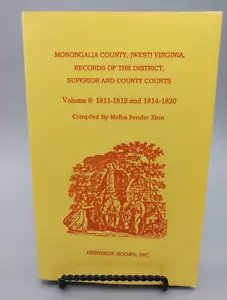 MONONGALIA COUNTY, (WEST) VIRGINIA,
RECORDS OF THE DISTRICT,
SUPERIOR AND COUNTY COURTS
Volume 8: 1811-1812 and 1814-1820
Compiled By Melba Pender Zinn
HERITAGE BOOKS, INC.